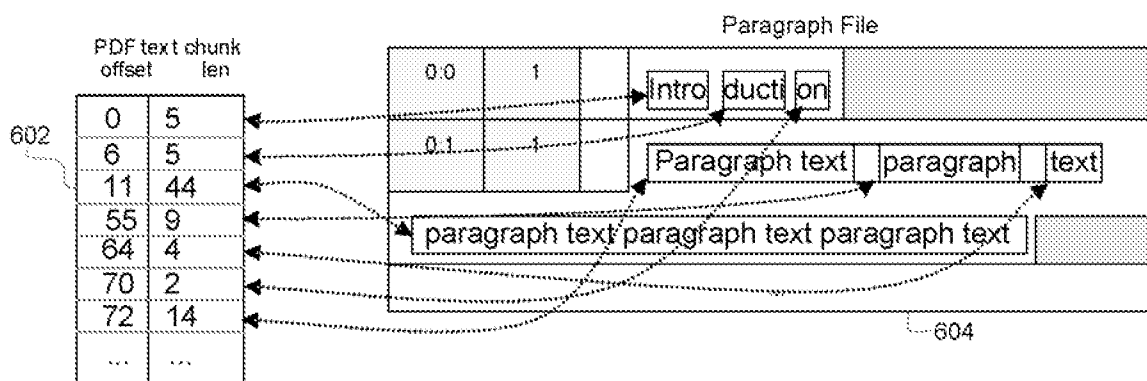 Paragraph File
PDF text chunk
offset len
0:0 1
Intro ducti on
0 5
602
6 5
0:1 1
Paragraph text paragraph text
11 44
55 9
paragraph text paragraph text paragraph text
64 4
70 2
72 14
604
... ...